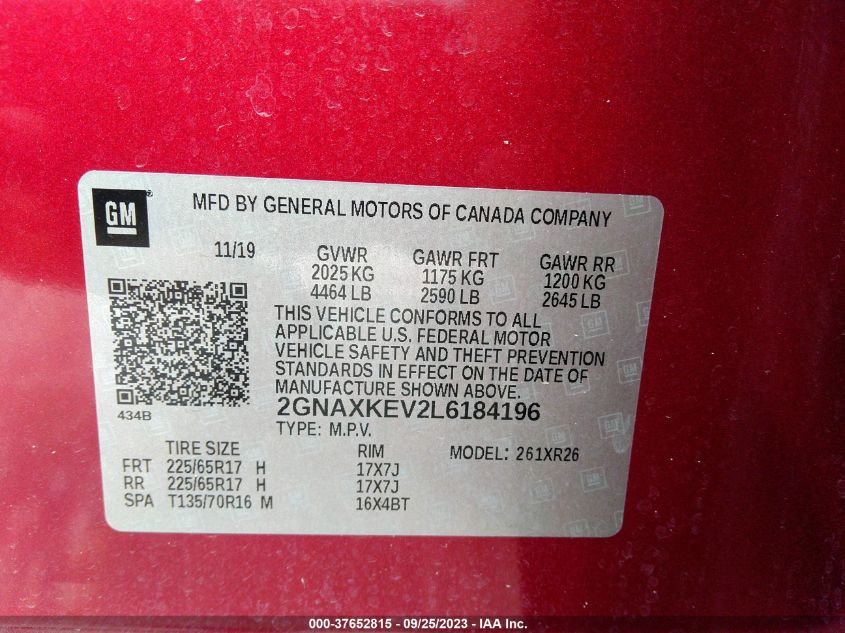 GM®
MFD BY GENERAL MOTORS OF CANADA COMPANY
11/19 GVWR GAWR FRT GAWR RR
2025 KG 1175 KG 1200 KG
4464 LB 2590 LB 2645 LB
THIS VEHICLE CONFORMS TO ALL
APPLICABLE U.S. FEDERAL MOTOR
VEHICLE SAFETY AND THEFT PREVENTION
STANDARDS IN EFFECT ON THE DATE OF
MANUFACTURE SHOWN ABOVE.
434B
2GNAXKEV2L6184196
TYPE: M.P.V.
TIRE SIZE RIM MODEL: 261XR26
FRT 225/65R17 H 17X7J
RR 225/65R17 H 17X7J
SPA T135/70R16 M 16X4BT
000-37652815 - 09/25/2023 - IAA Inc.